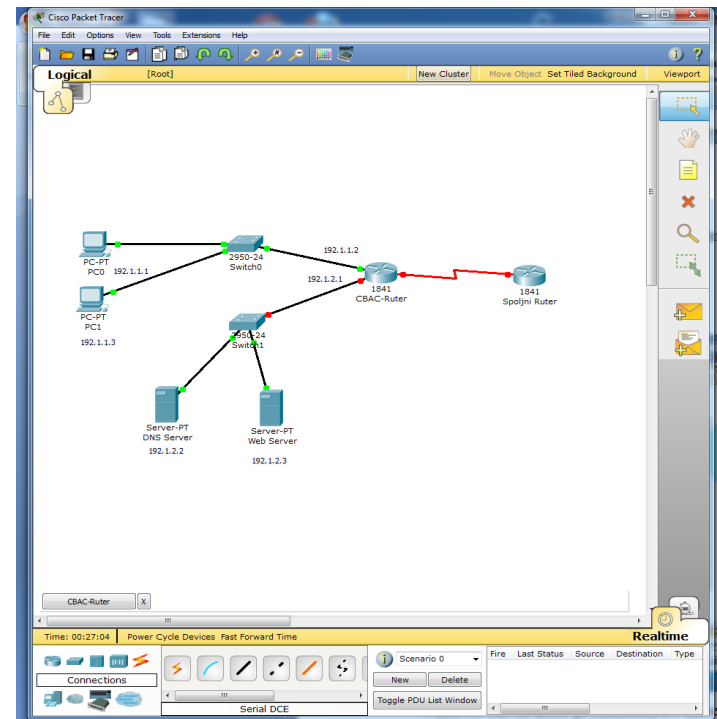 Cisco Packet Tracer
File Edit Options View Tools Extensions Help
Logical [Root] New Cluster Move Object Set Tiled Background Viewport
192.1.1.2
2950-24
Switch0
PC-PT
PC0
192.1.1.1
192.1.2.1
1841
CBAC-Ruter
1841
Spoljni Ruter
PC-PT
PC1
192.1.1.3
2950-24
Switch1
Server-PT
DNS Server
192.1.2.2
Server-PT
Web Server
192.1.2.3
CBAC-Ruter X
Time: 00:27:04 Power Cycle Devices Fast Forward Time Realtime
Connections
Serial DCE
Scenario 0
New Delete
Toggle PDU List Window
Fire Last Status Source Destination Type